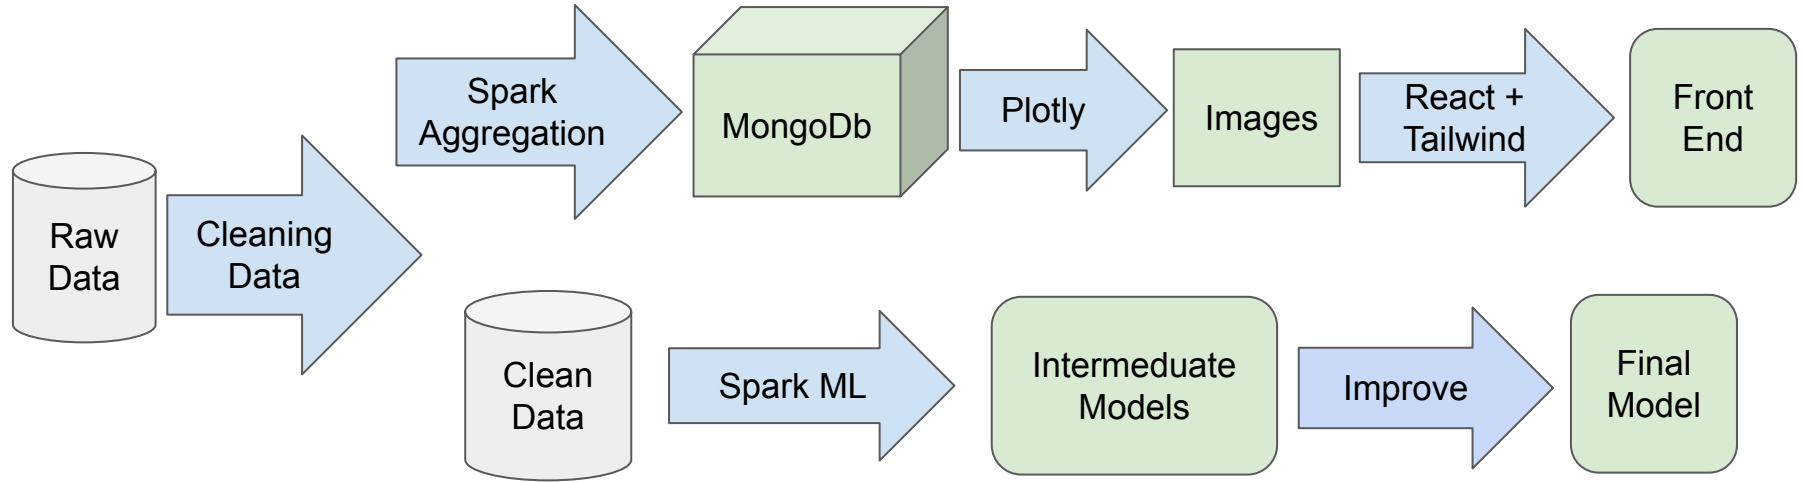 Raw
Data
Cleaning
Data
Spark
Aggregation
MongoDb
Plotly
Images
React +
Tailwind
Front
End
Clean
Data
Spark ML
Intermeduate
Models
Improve
Final
Model